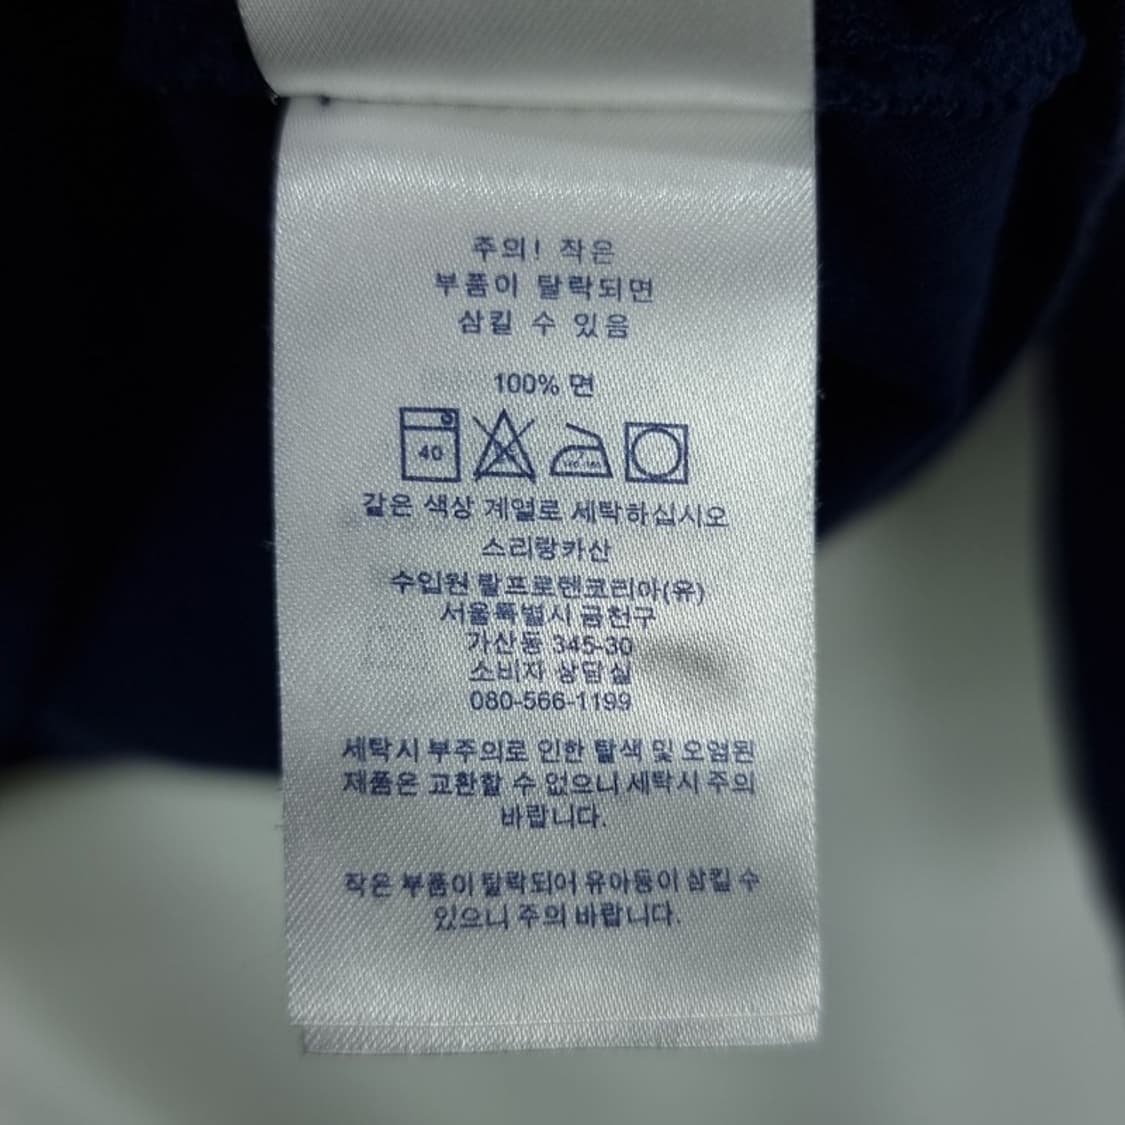 주의! 작은
부품이 탈락되면
삼킬 수 있음
100% 면
40
같은 색상 계열로 세탁하십시오
스리랑카산
수입원 랄프로렌코리아(유)
서울특별시 금천구
가산동 345-30
소비자 상담실
080-566-1199
세탁시 부주의로 인한 탈색 및 오염된
제품은 교환할 수 없으니 세탁시 주의
바랍니다.
작은 부품이 탈락되어 유아동이 삼킬 수
있으니 주의 바랍니다.